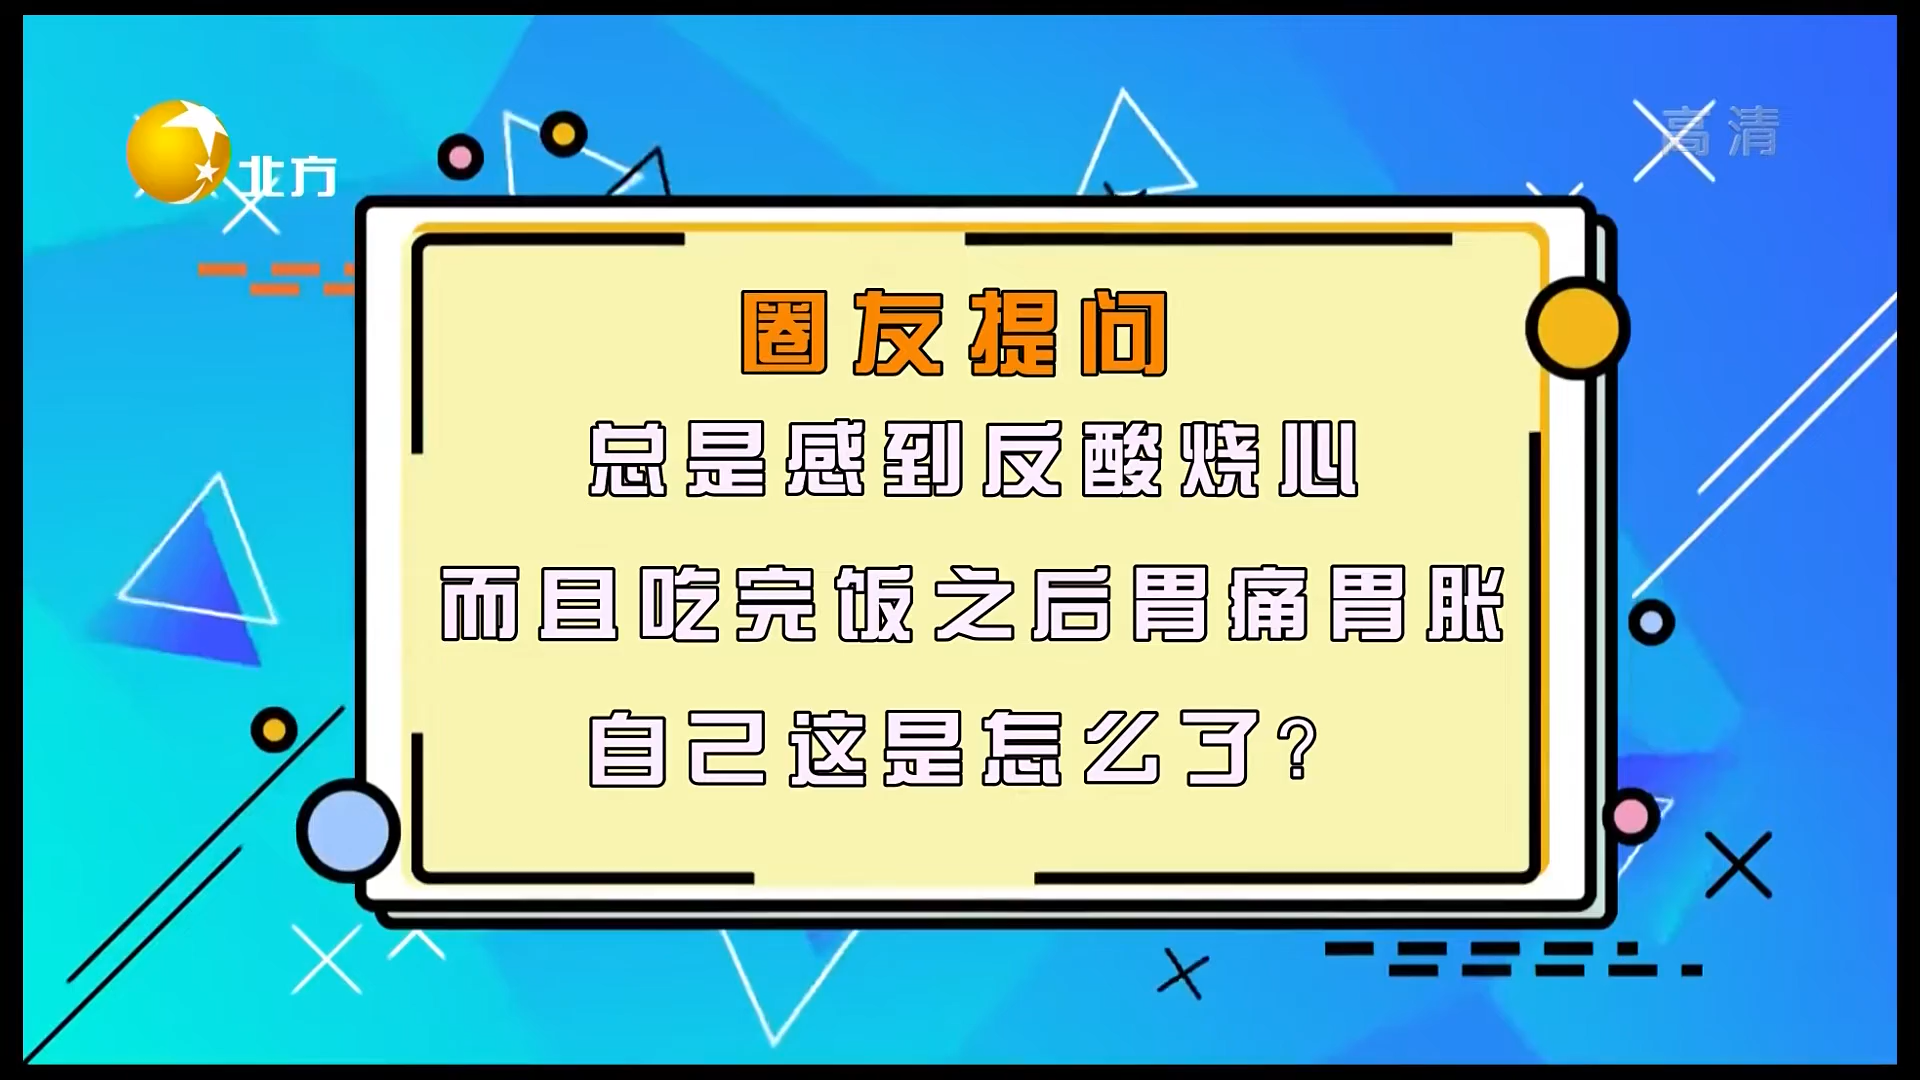 北方
高清
圈友提问
总是感到反酸烧心
而且吃完饭之后胃痛胃胀
自己这是怎么了?